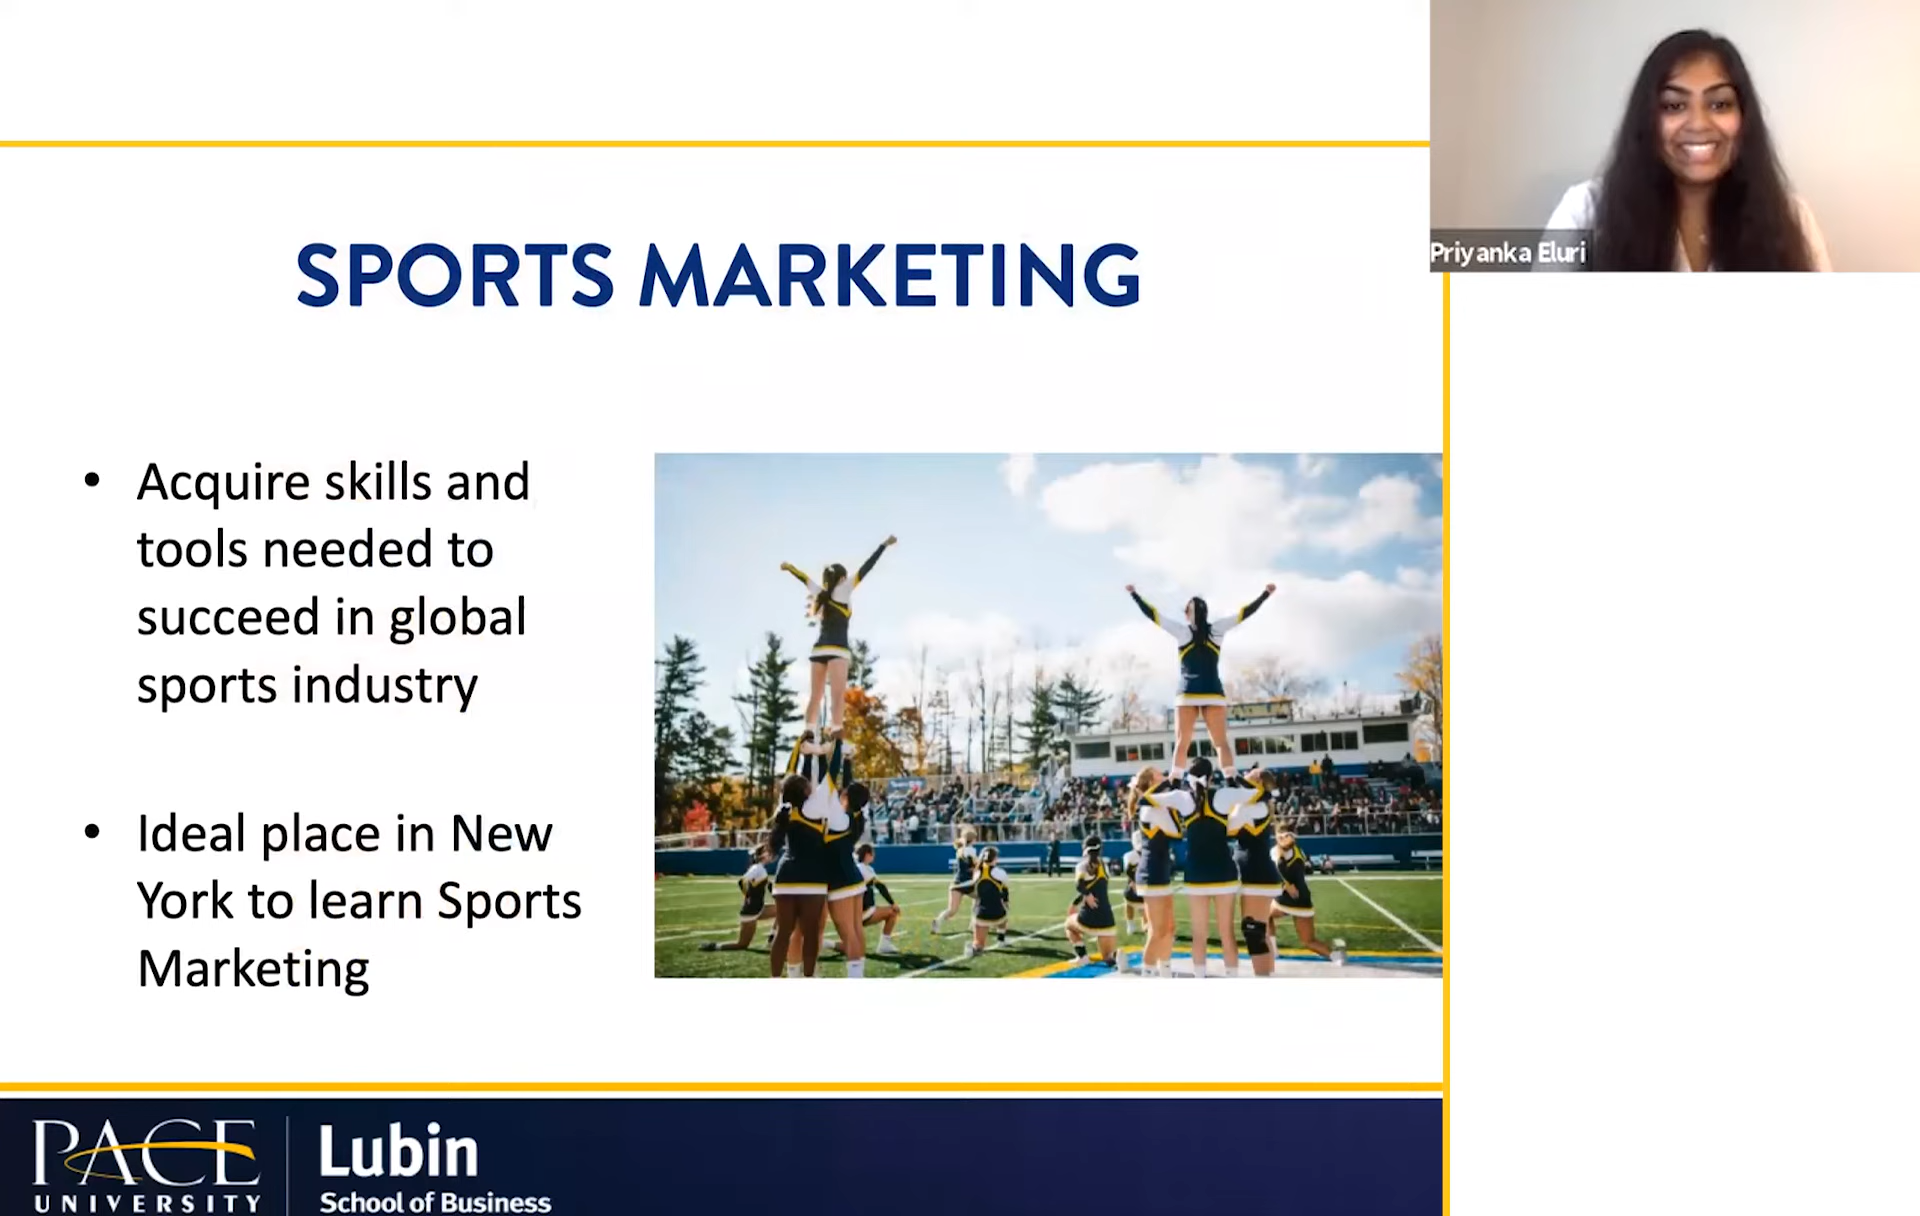 SPORTS MARKETING
• Acquire skills and
tools needed to
succeed in global
sports industry
• Ideal place in New
York to learn Sports
Marketing
Priyanka Eluri
PACE
UNIVERSITY
Lubin
School of Business